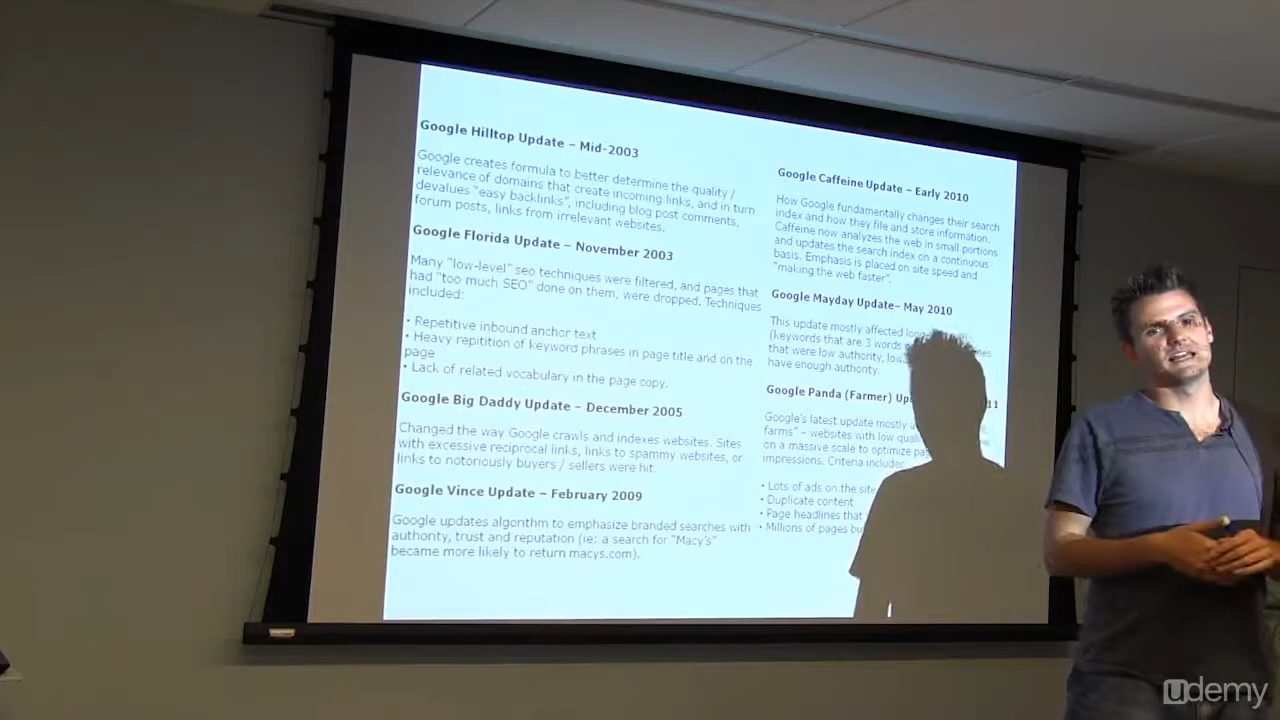 Google Hilltop Update – Mid-2003
Google creates formula to better determine the quality /
relevance of domains that create incoming links, and in turn
devalues "easy backlinks", including blog post comments,
forum posts, links from irrelevant websites.
Google Florida Update – November 2003
Many "low-level" seo techniques were filtered, and pages that
had "too much SEO" done on them, were dropped. Techniques
included:
• Repetitive inbound anchor text
• Heavy repitition of keyword phrases in page title and on the
page
• Lack of related vocabulary in the page copy.
Google Big Daddy Update – December 2005
Changed the way Google crawls and indexes websites. Sites
with excessive reciprocal links, links to spammy websites, or
links to notoriously buyers / sellers were hit.
Google Vince Update – February 2009
Google updates algorithm to emphasize branded searches with
authority, trust and reputation (ie: a search for "Macy's"
became more likely to return macys.com).
Google Caffeine Update – Early 2010
How Google fundamentally changes their search
index and how they file and store information.
Caffeine now analyzes the web in small portions
and updates the search index on a continuous
basis. Emphasis is placed on site speed and
"making the web faster".
Google Mayday Update– May 2010
This update mostly affected
(keywords that are 3 words
that were low authority,
have enough authority.
Google Panda (Farmer)
Google's latest update mostly
farms" – websites with low
on a massive scale to optimize
impressions. Criteria
• Lots of ads on the site
• Duplicate content
• Page headlines that
• Millions of pages
udemy